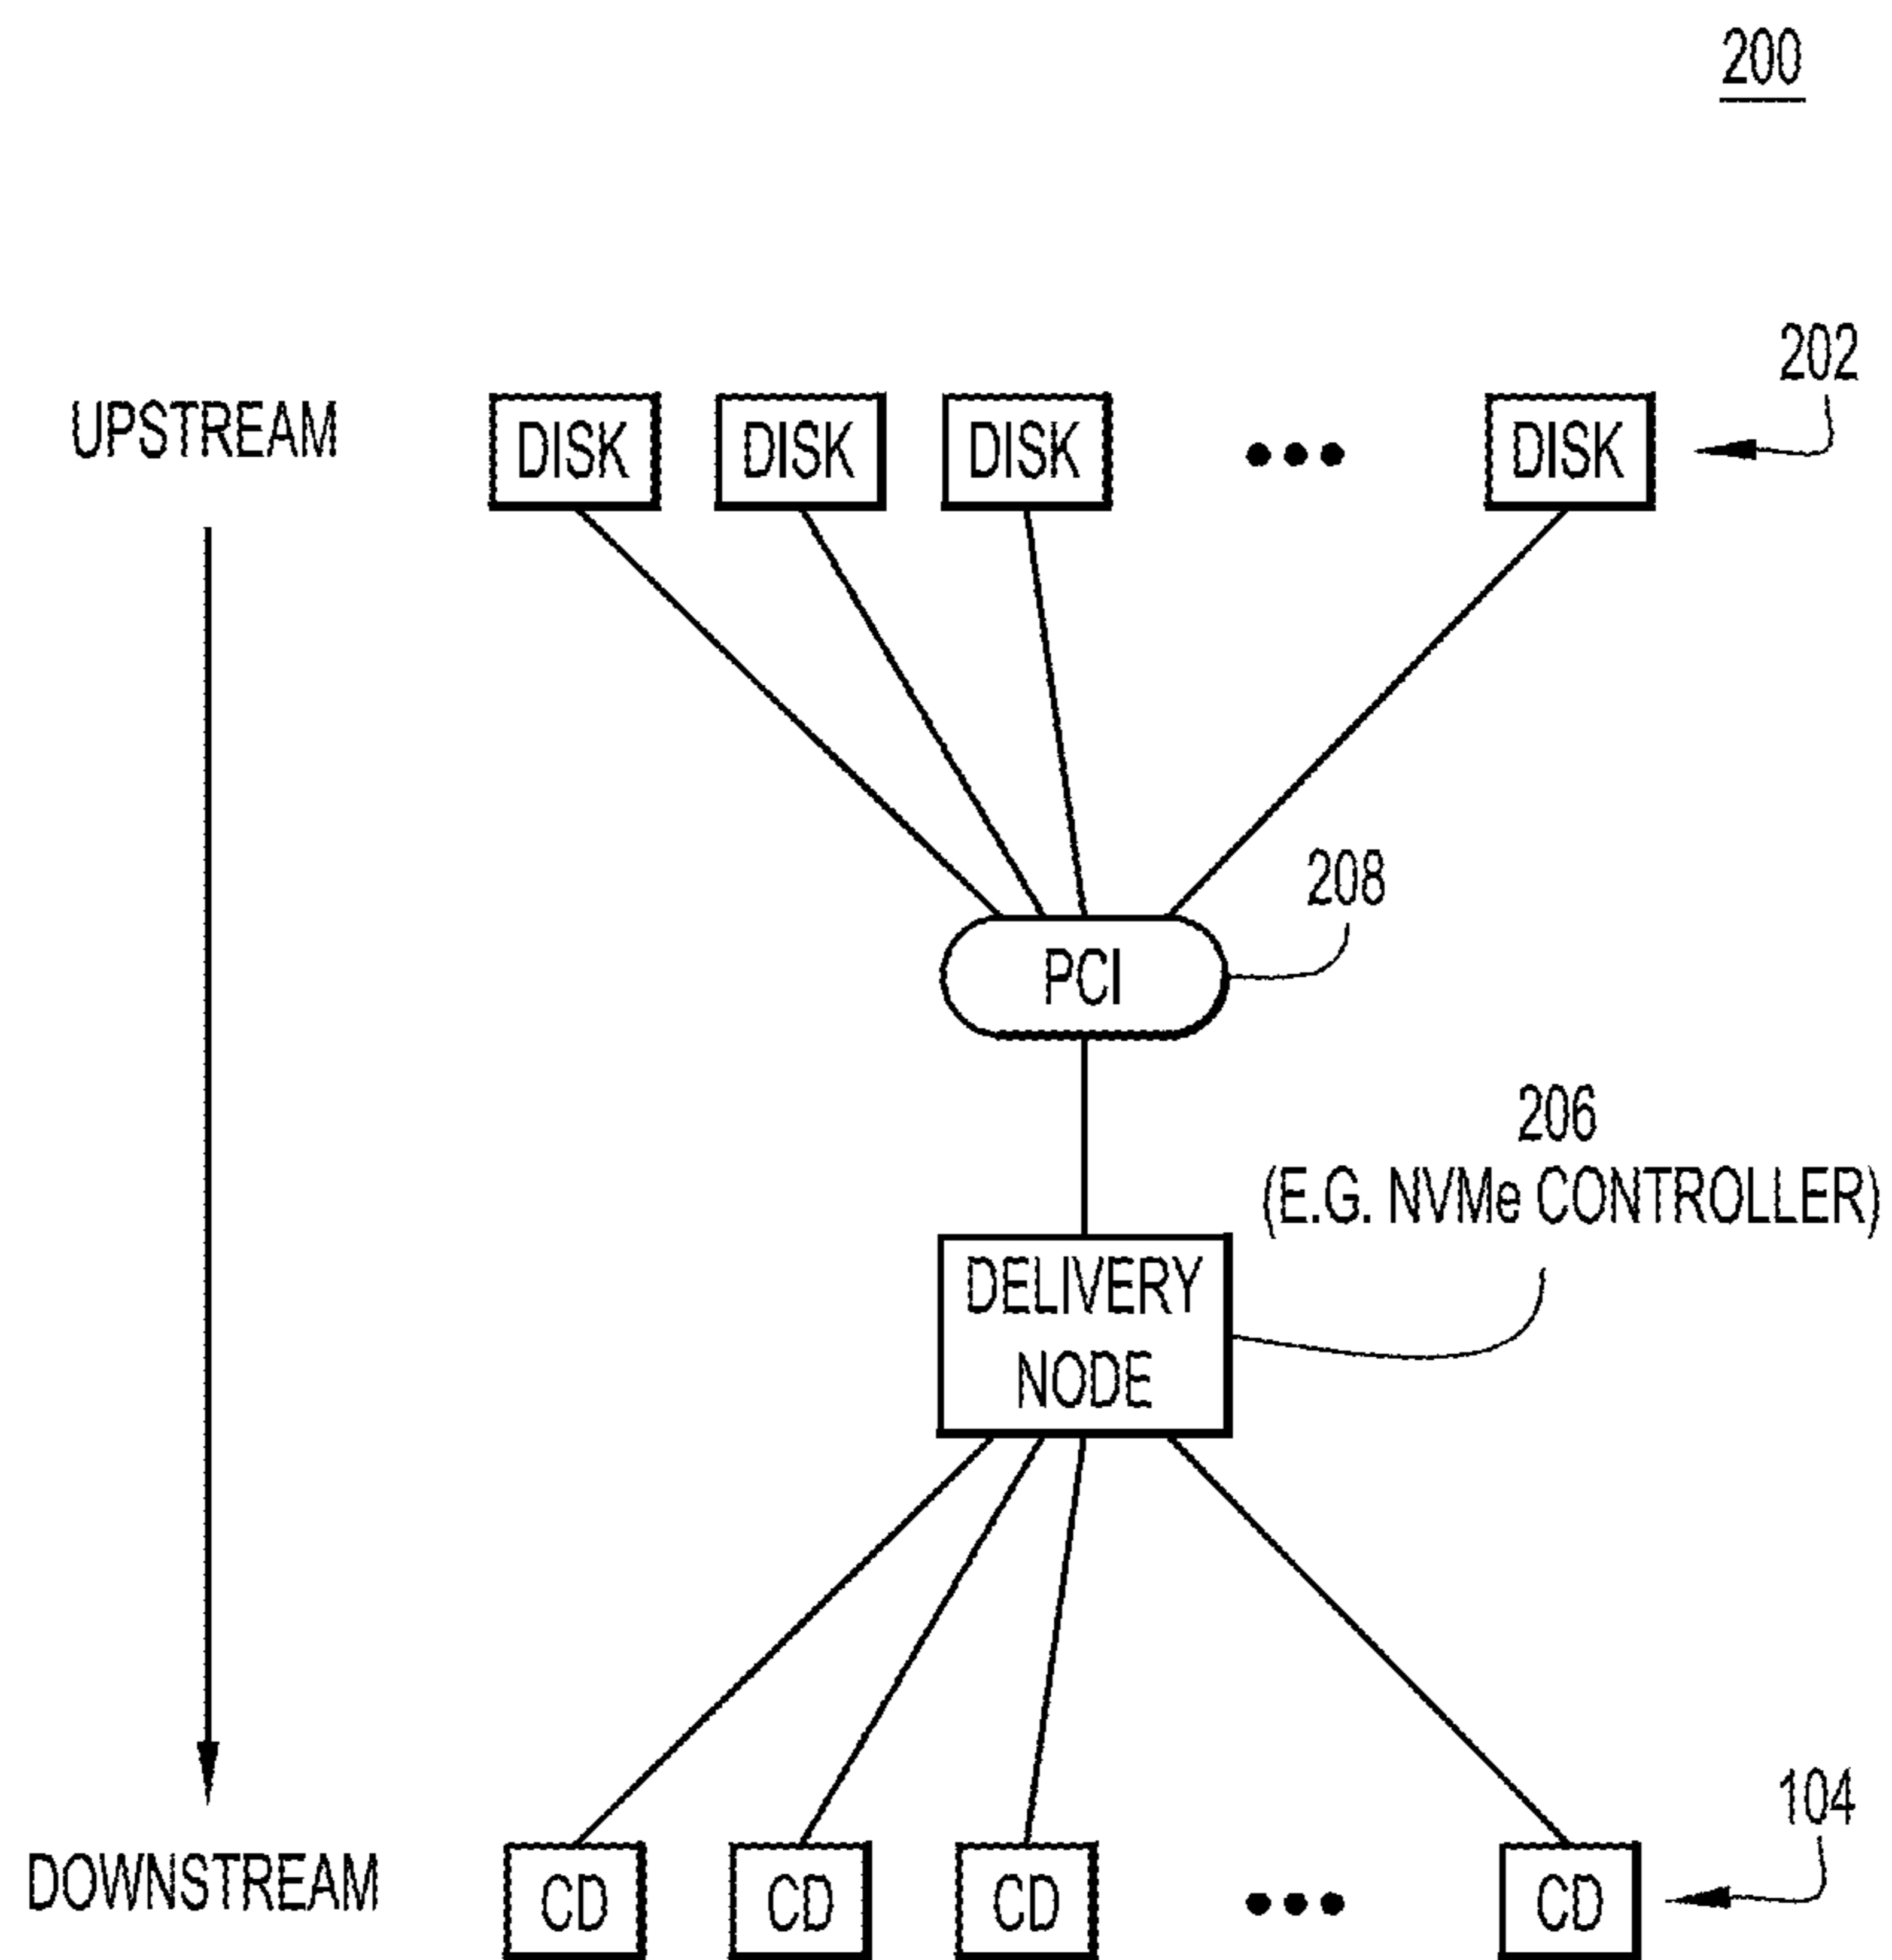 200
202
UPSTREAM DISK DISK DISK ••• DISK
208
PCI
206
(E.G. NVMe CONTROLLER)
DELIVERY
NODE
104
DOWNSTREAM CD CD CD ••• CD